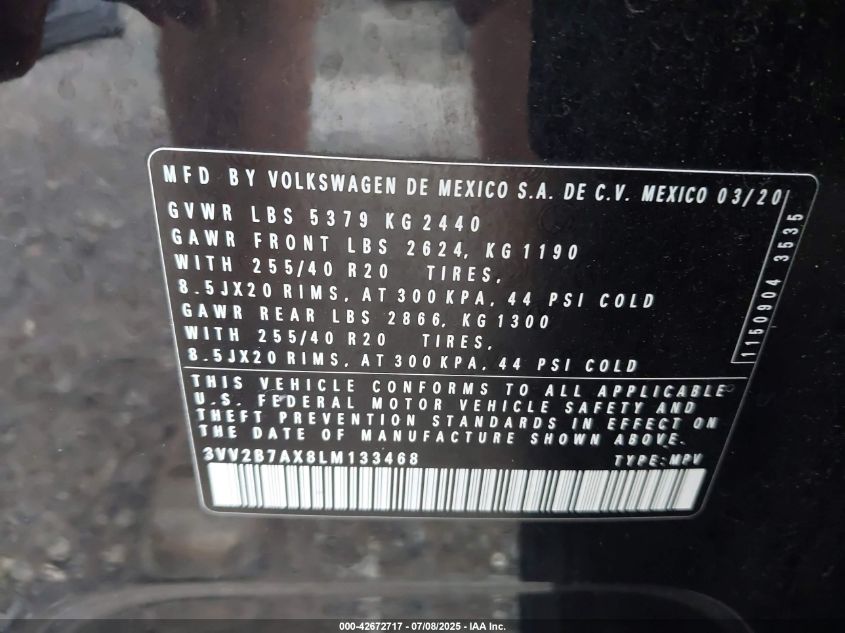 MFD BY VOLKSWAGEN DE MEXICO S.A. DE C.V. MEXICO 03/20
GVWR LBS 5379 KG 2440
GAWR FRONT LBS 2624, KG 1190
WITH 255/40 R20 TIRES,
8.5JX20 RIMS, AT 300 KPA, 44 PSI COLD
GAWR REAR LBS 2866, KG 1300
WITH 255/40 R20 TIRES,
8.5JX20 RIMS, AT 300 KPA, 44 PSI COLD
1150904 3535
THIS VEHICLE CONFORMS TO ALL APPLICABLE
U.S. FEDERAL MOTOR VEHICLE SAFETY AND
THEFT PREVENTION STANDARDS IN EFFECT ON
THE DATE OF MANUFACTURE SHOWN ABOVE.
3VV2B7AX8LM133468 TYPE: MPV
000-42672717 - 07/08/2025 - IAA Inc.